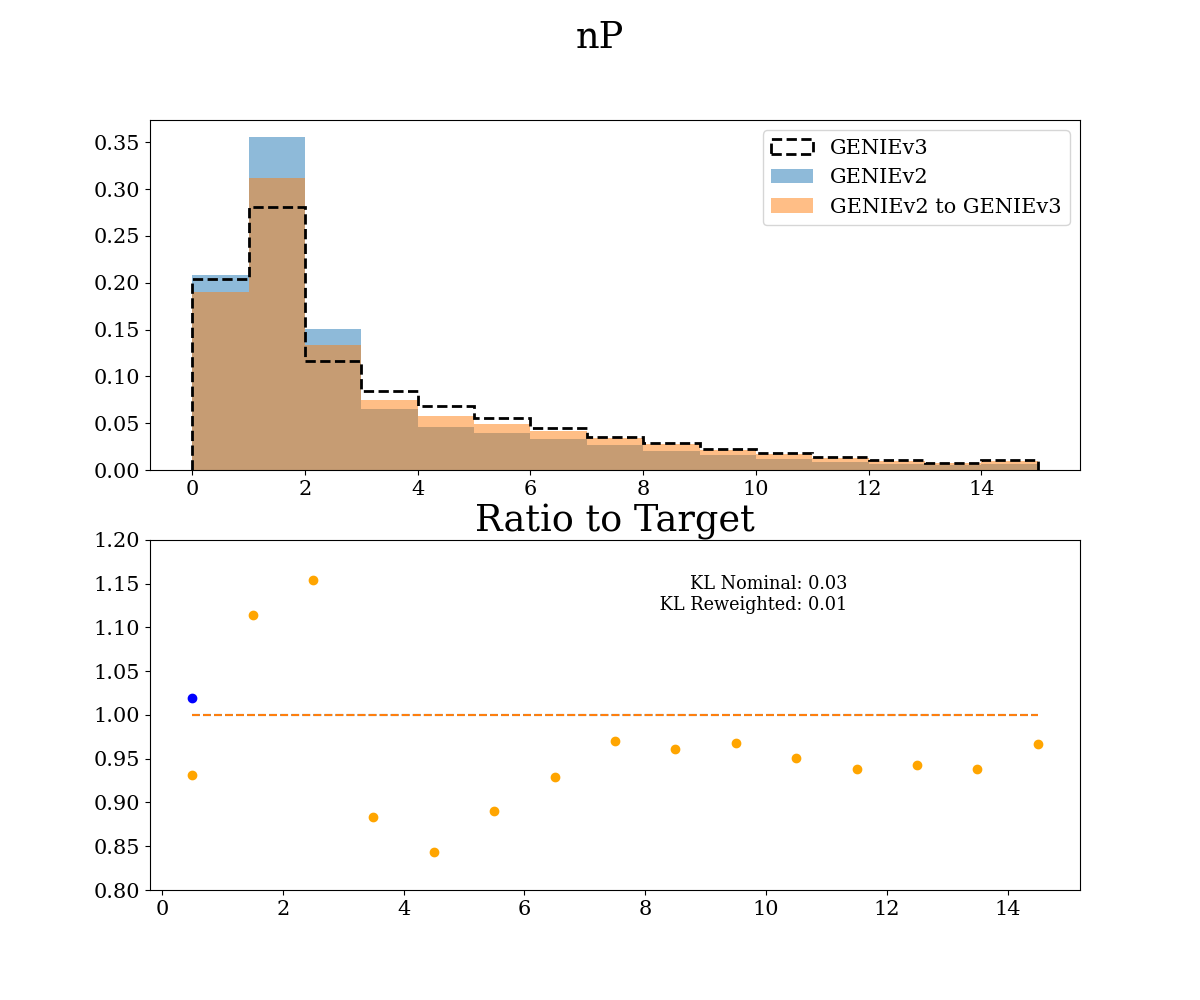 nP
0.35
0.30
0.25
0.20
0.15
0.10
0.05
0.00
GENIEv3
GENIEv2
GENIEv2 to GENIEv3
0 2 4 6 8 10 12 14
Ratio to Target
1.20
1.15
1.10
1.05
1.00
0.95
0.90
0.85
0.80
KL Nominal: 0.03
KL Reweighted: 0.01
0 2 4 6 8 10 12 14